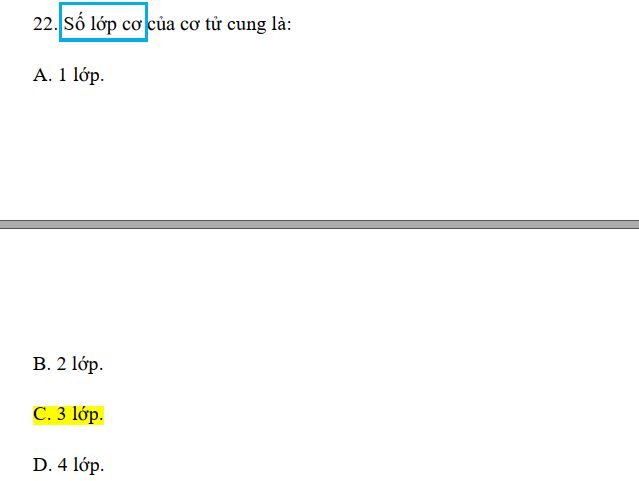 22. Số lớp cơ của cơ tử cung là:
A. 1 lớp.
B. 2 lớp.
C. 3 lớp.
D. 4 lớp.